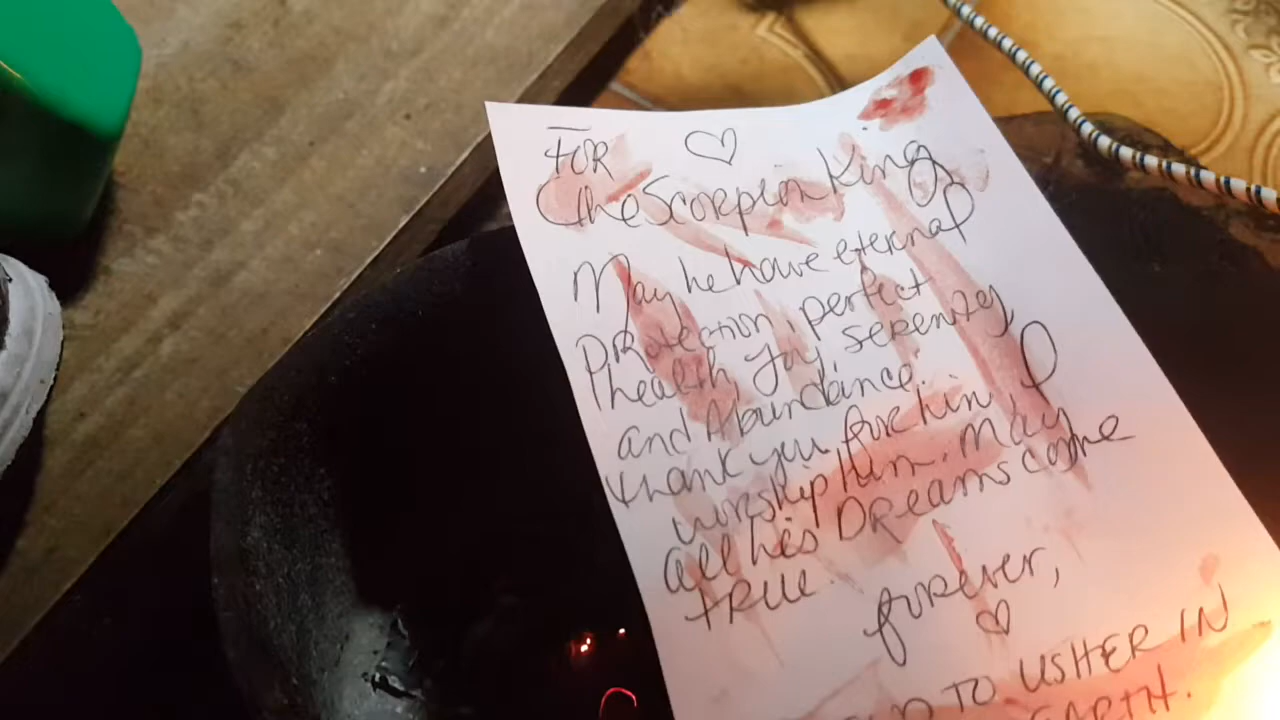 FOR
the Scorpion King
May he have eternal
protection, perfect
health joy, serenity,
and Abundance.
thank you for him I
worship him. May
all his DReams come
tRUe.
forever,
TO USHER IN
EARTH.